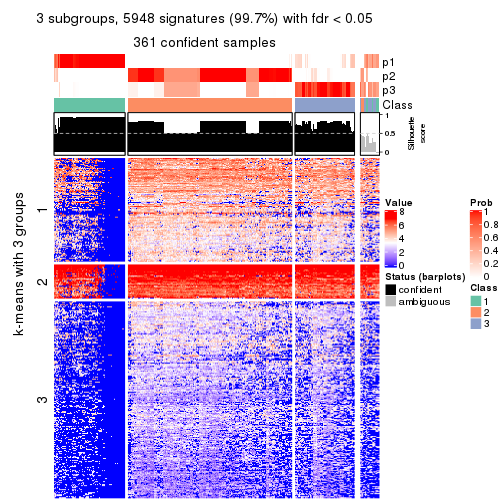 3 subgroups, 5948 signatures (99.7%) with fdr < 0.05
361 confident samples
p1
p2
p3
Class
1
0.5
0
Silhouette
score
k-means with 3 groups
1
2
3
Value
8
6
4
2
0
Status (barplots)
confident
ambiguous
Prob
1
0.8
0.6
0.4
0.2
0
Class
1
2
3